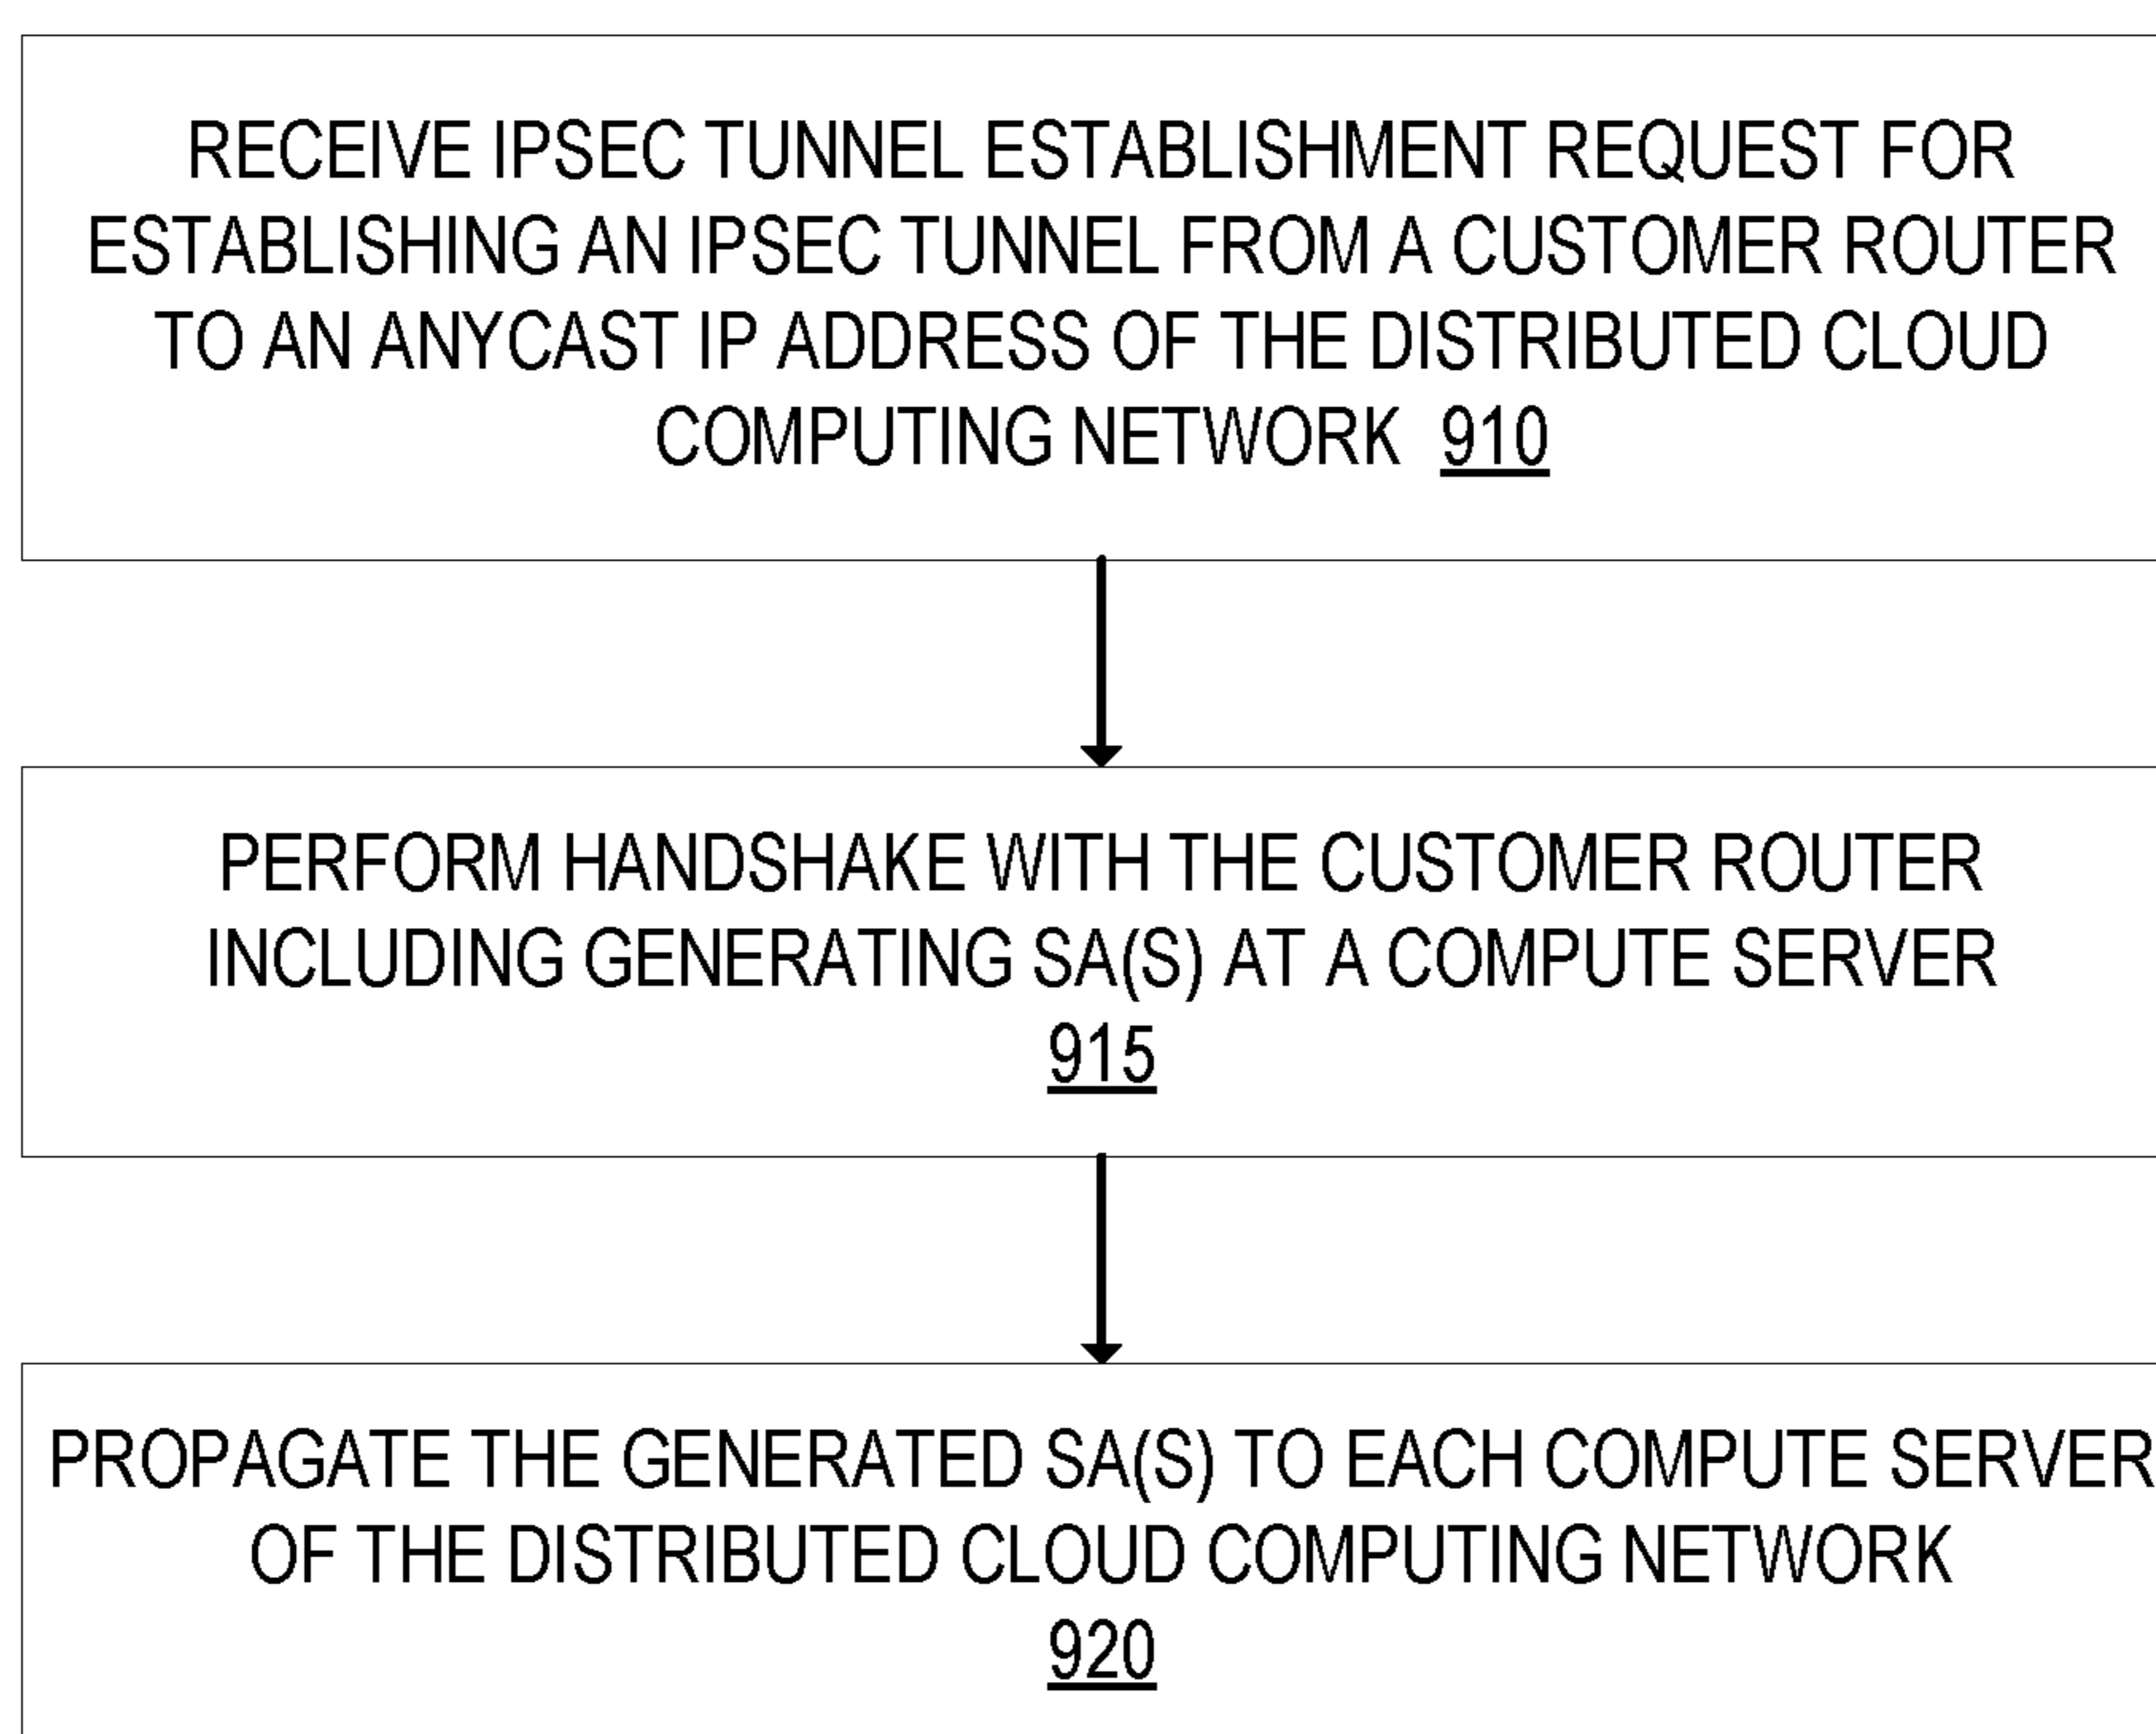 RECEIVE IPSEC TUNNEL ESTABLISHMENT REQUEST FOR
ESTABLISHING AN IPSEC TUNNEL FROM A CUSTOMER ROUTER
TO AN ANYCAST IP ADDRESS OF THE DISTRIBUTED CLOUD
COMPUTING NETWORK 910
PERFORM HANDSHAKE WITH THE CUSTOMER ROUTER
INCLUDING GENERATING SA(S) AT A COMPUTE SERVER
915
PROPAGATE THE GENERATED SA(S) TO EACH COMPUTE SERVER
OF THE DISTRIBUTED CLOUD COMPUTING NETWORK
920